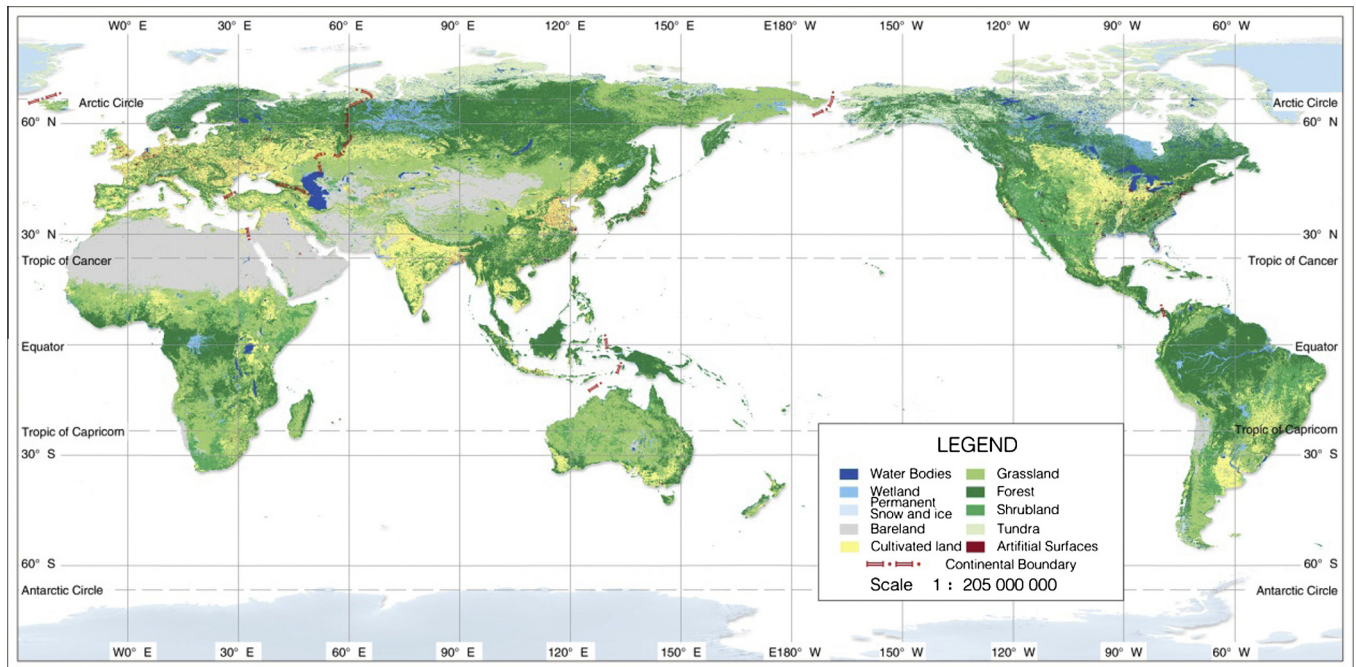 W0° E 30° E 60° E 90° E 120° E 150° E E180° W 150° W 120° W 90° W 60° W
Arctic Circle Arctic Circle
60° N 60° N
30° N 30° N
Tropic of Cancer Tropic of Cancer
Equator Equator
Tropic of Capricorn Tropic of Capricorn
30° S 30° S
LEGEND
Water Bodies Grassland
Wetland Forest
Permanent
Snow and ice Shrubland
Bareland Tundra
Cultivated land Artifitial Surfaces
Continental Boundary
Scale 1 : 205 000 000
60° S 60° S
Antarctic Circle Antarctic Circle
W0° E 30° E 60° E 90° E 120° E 150° E E180° W 150° W 120° W 90° W 60° W